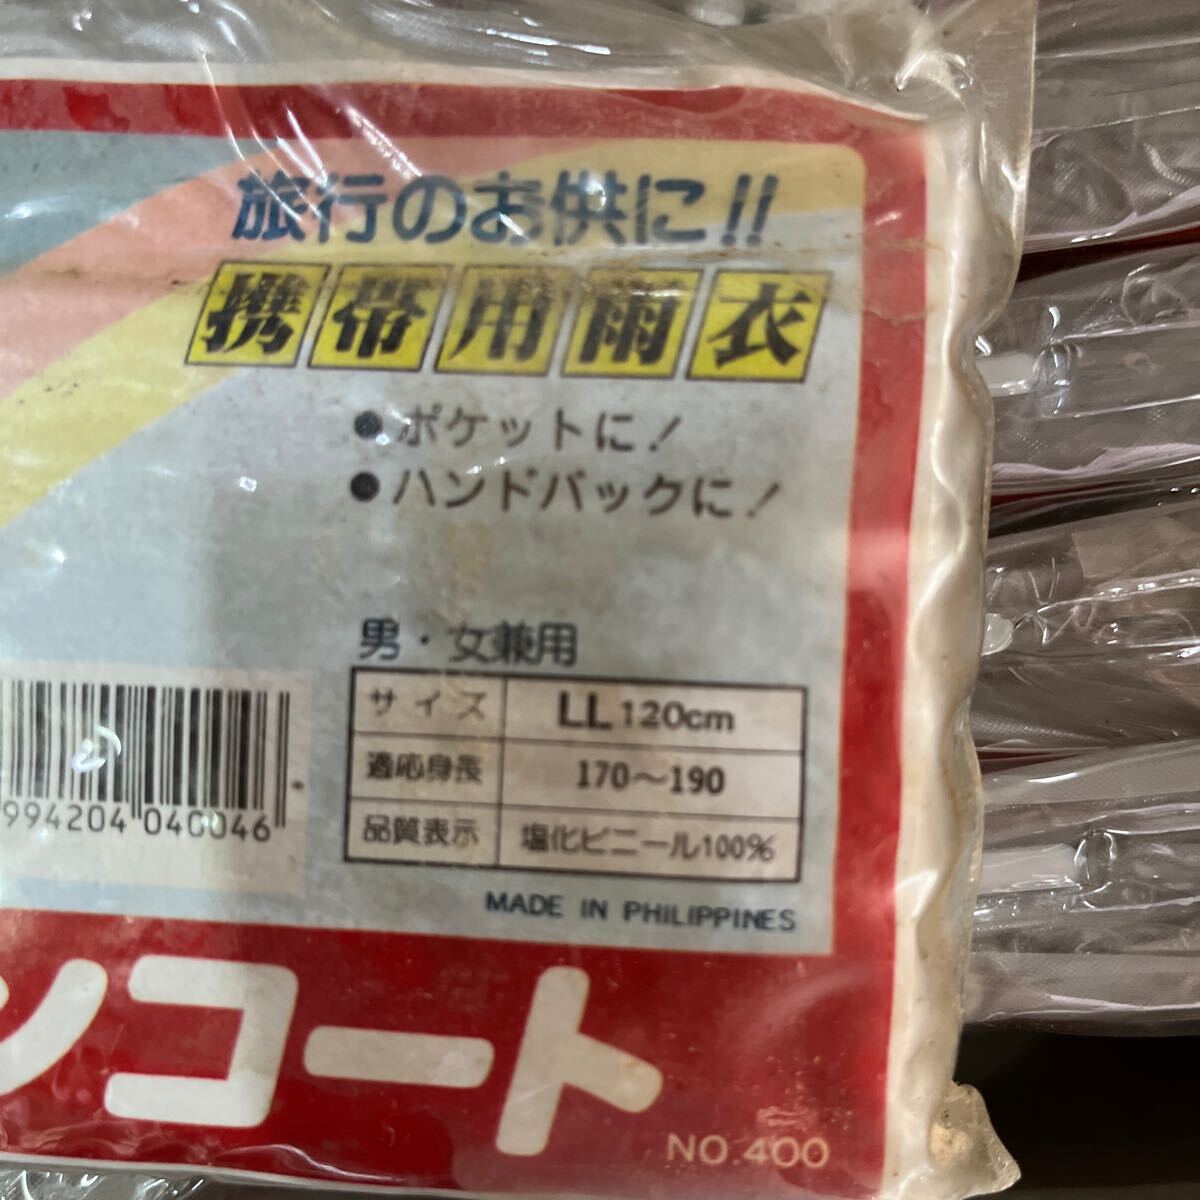 旅行のお供に!!
携帯用雨衣
●ポケットに!
●ハンドバックに!
男・女兼用
サイズ LL 120cm
適応身長 170〜190
品質表示 塩化ビニール100%
994204 040046
MADE IN PHILIPPINES
ンコート
NO.400